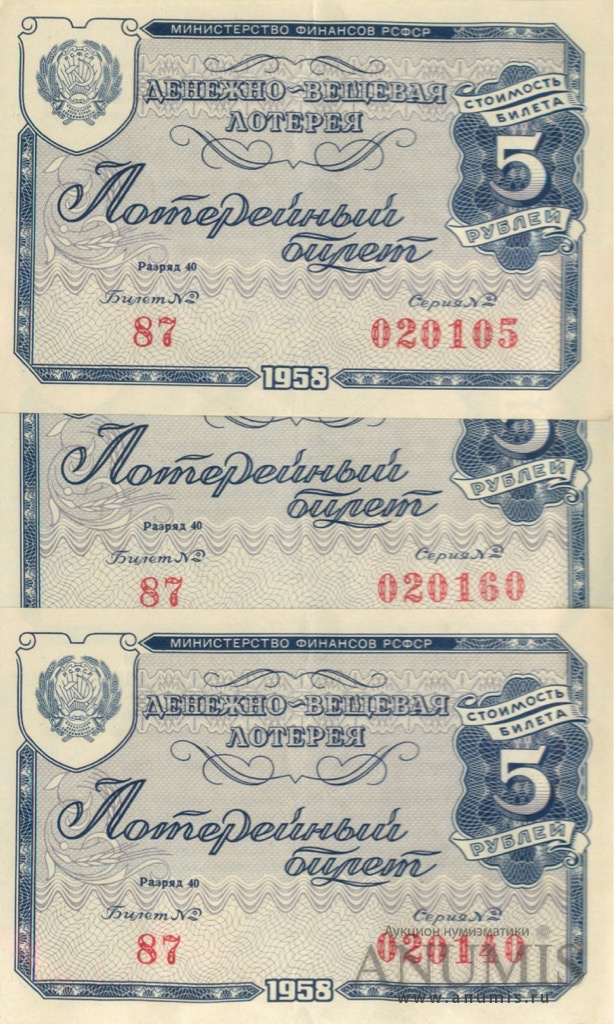 МИНИСТЕРСТВО ФИНАНСОВ РСФСР
РСФСР
ДЕНЕЖНО-ВЕЩЕВАЯ
ЛОТЕРЕЯ
СТОИМОСТЬ
БИЛЕТА
5
РУБЛЕЙ
Лотерейный
билет
Разряд 40
Билет № Серия №
87 020105
1958
5
РУБЛЕЙ
Лотерейный
билет
Разряд 40
Билет № Серия №
87 020160
МИНИСТЕРСТВО ФИНАНСОВ РСФСР
РСФСР
ДЕНЕЖНО-ВЕЩЕВАЯ
ЛОТЕРЕЯ
СТОИМОСТЬ
БИЛЕТА
5
РУБЛЕЙ
Лотерейный
билет
Разряд 40
Билет № Серия №
Аукцион нумизматики
87 020140
ANUMIS
www.anumis.ru
1958